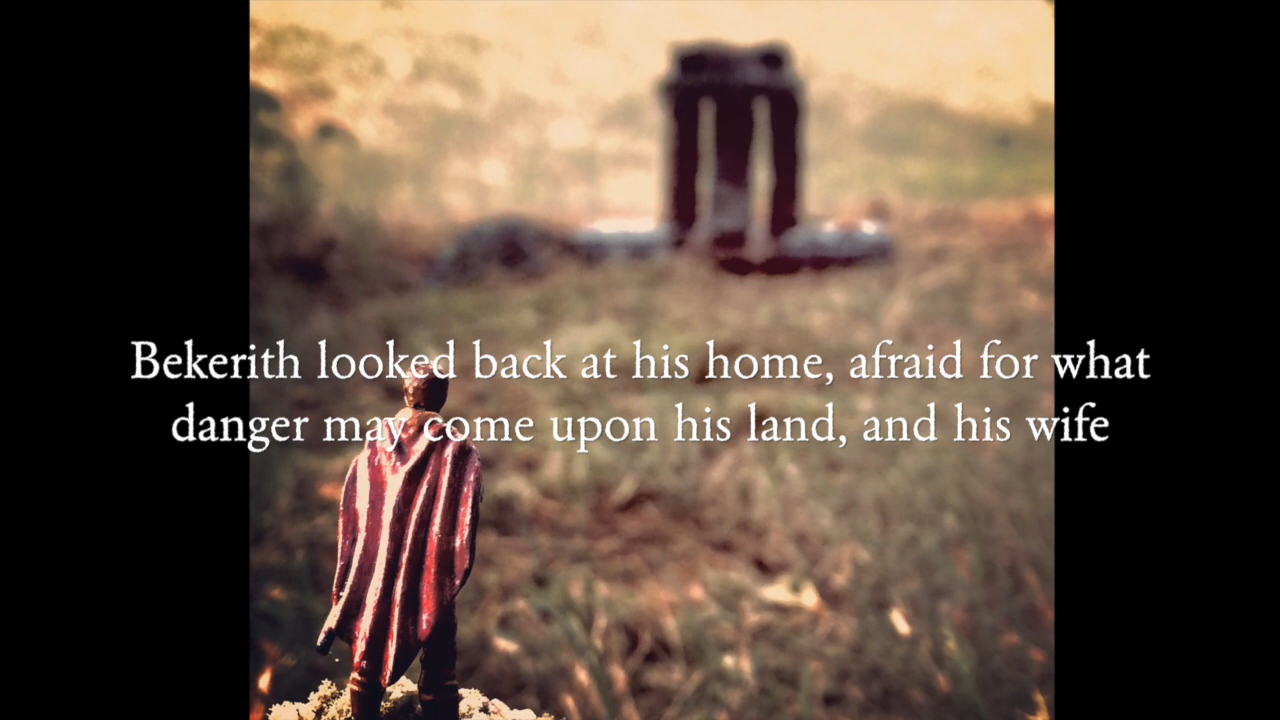 Bekerith looked back at his home, afraid for what
danger may come upon his land, and his wife